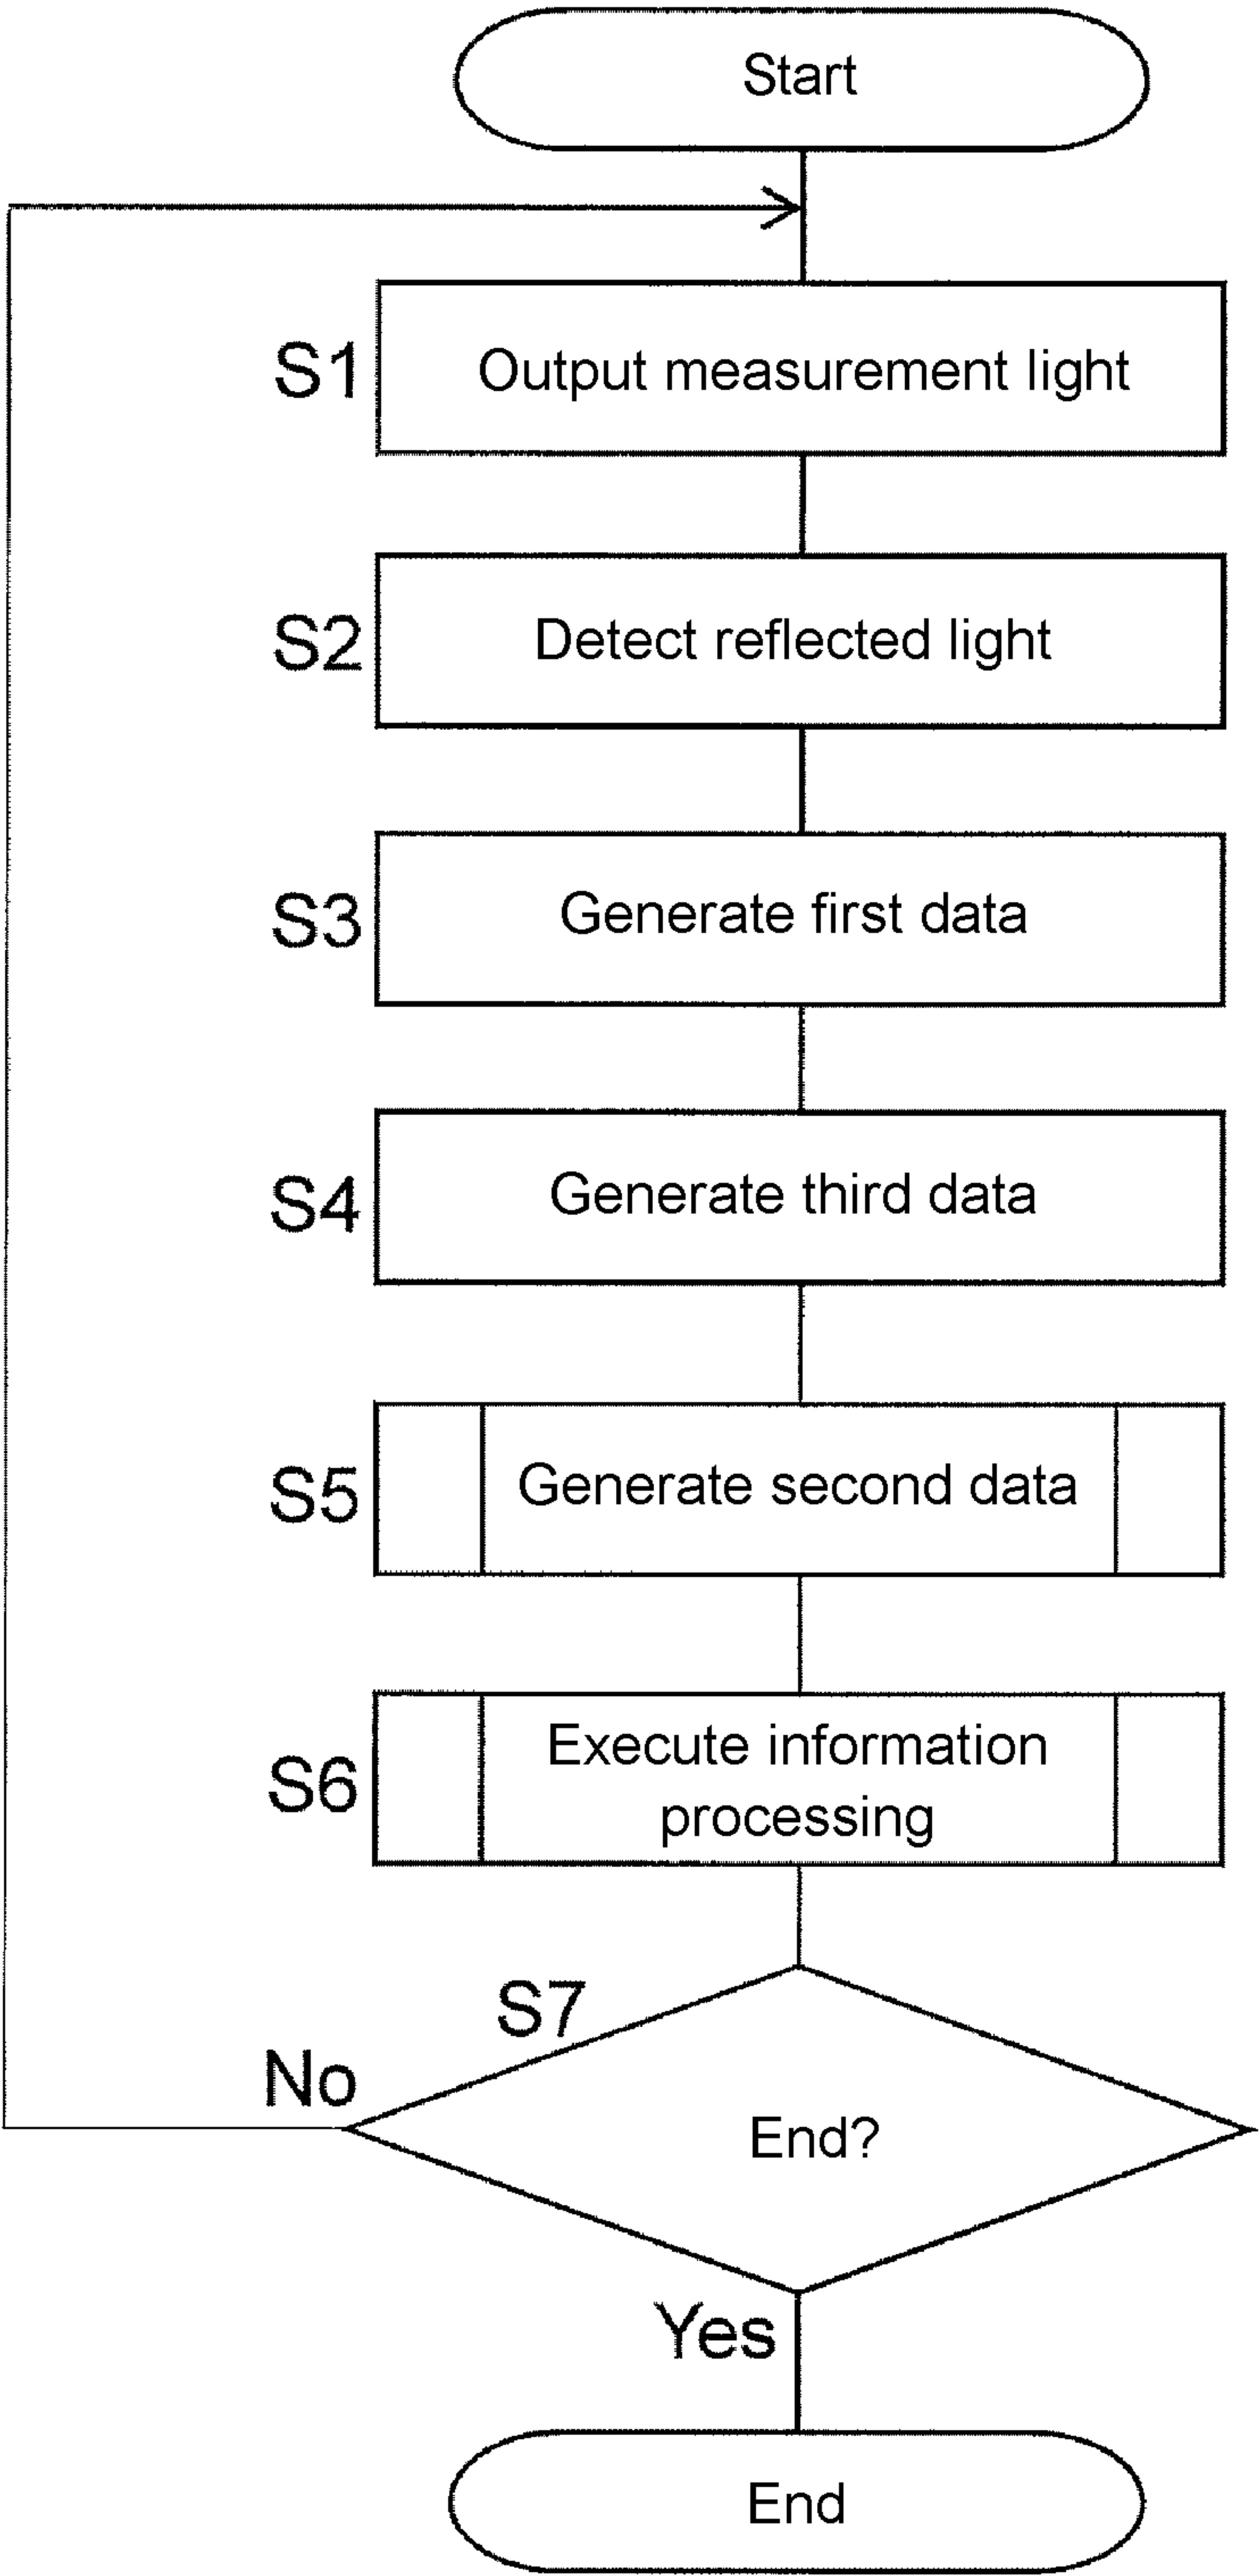 Start
S1
Output measurement light
S2
Detect reflected light
S3
Generate first data
S4
Generate third data
S5
Generate second data
S6
Execute information
processing
S7
No
End?
Yes
End